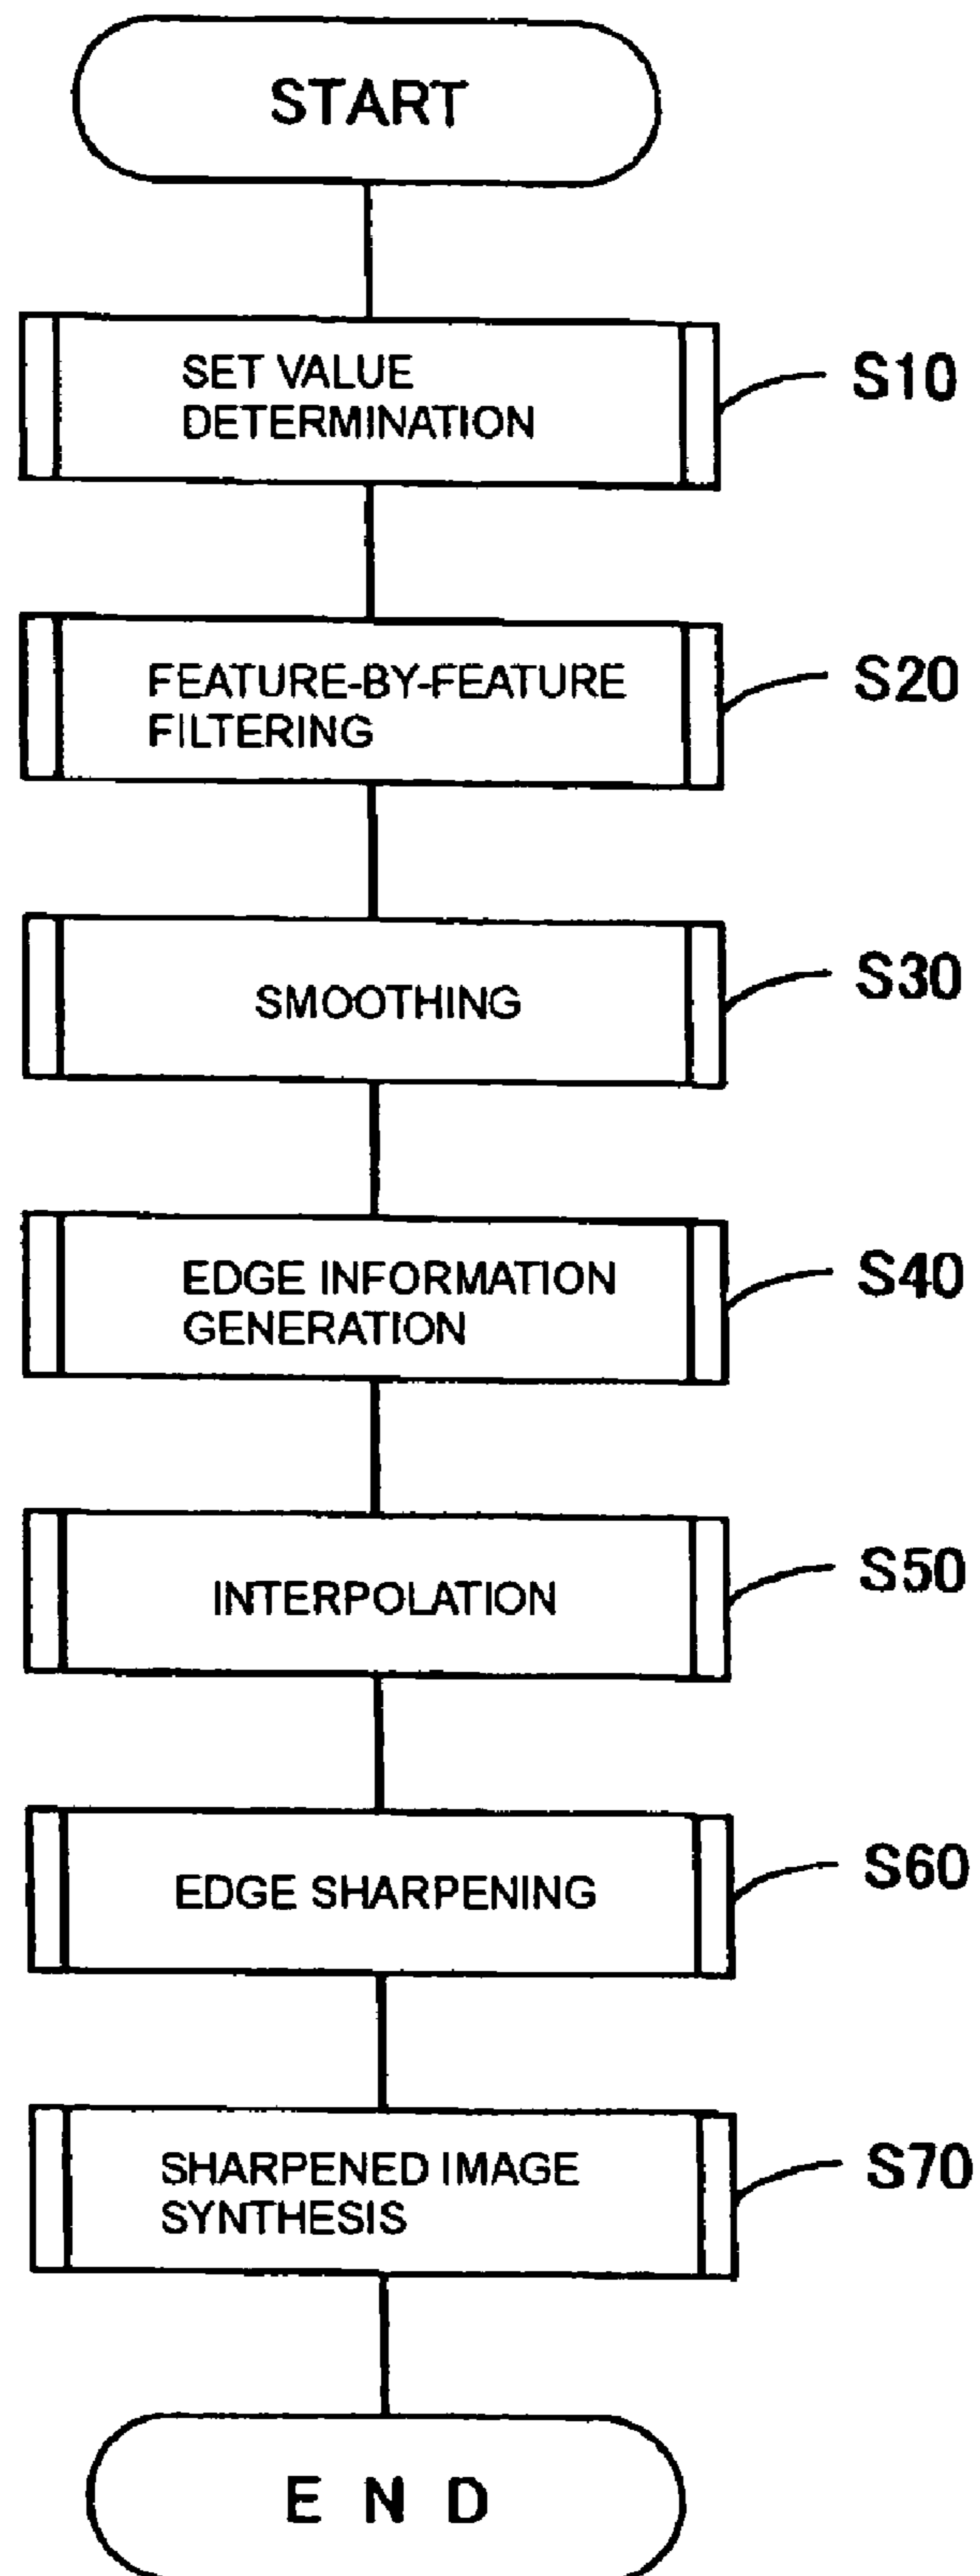 START
SET VALUE
DETERMINATION
S10
FEATURE-BY-FEATURE
FILTERING
S20
SMOOTHING
S30
EDGE INFORMATION
GENERATION
S40
INTERPOLATION
S50
EDGE SHARPENING
S60
SHARPENED IMAGE
SYNTHESIS
S70
END